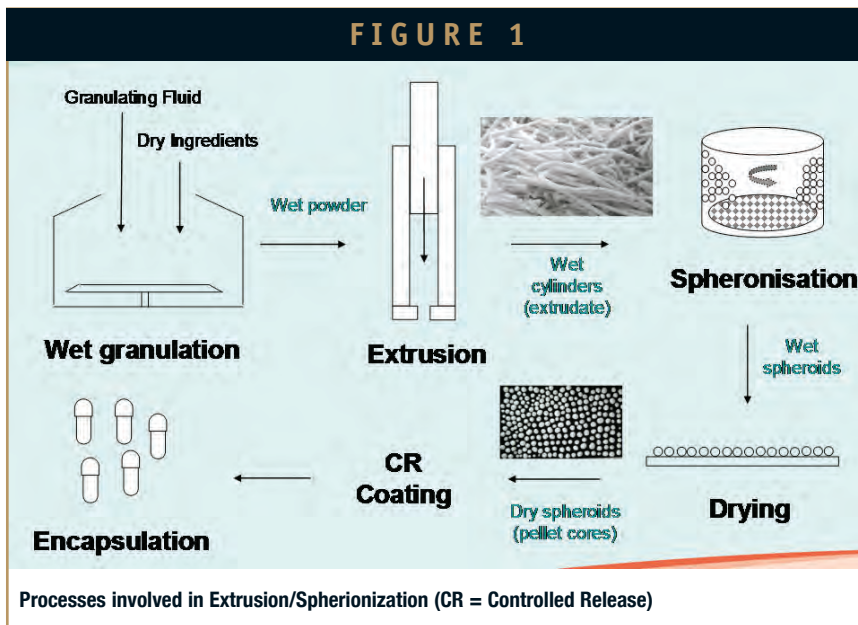 FIGURE 1
Granulating Fluid
Dry Ingredients
Wet powder
Wet
cylinders
(extrudate)
Wet granulation
Extrusion
Spheronisation
Wet
spheroids
Drying
Dry spheroids
(pellet cores)
CR
Coating
Encapsulation
Processes involved in Extrusion/Spherionization (CR = Controlled Release)